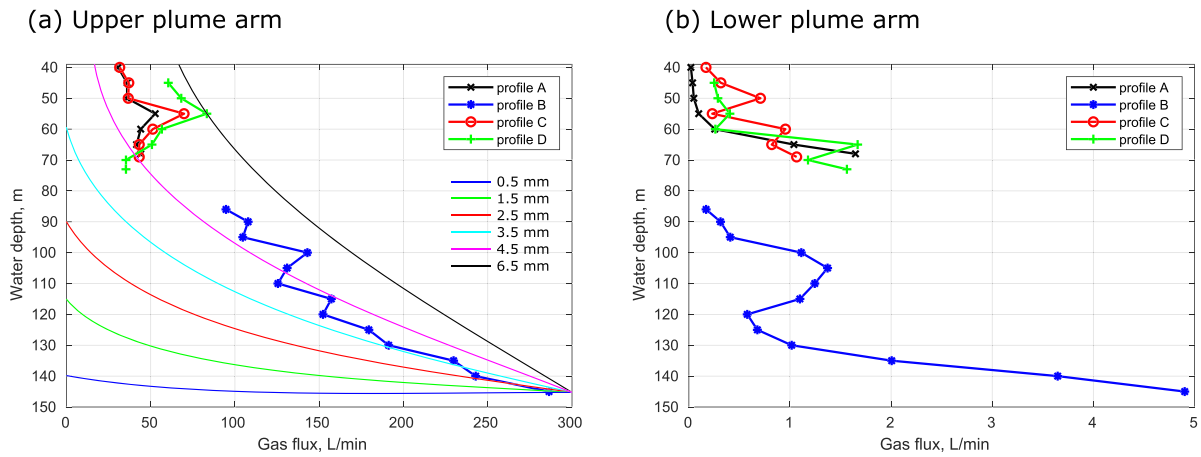 (a) Upper plume arm
40
50
60
70
80
90
100
110
120
130
140
150
Water depth, m
0 50 100 150 200 250 300
Gas flux, L/min
profile A
profile B
profile C
profile D
0.5 mm
1.5 mm
2.5 mm
3.5 mm
4.5 mm
6.5 mm
(b) Lower plume arm
40
50
60
70
80
90
100
110
120
130
140
150
Water depth, m
0 1 2 3 4 5
Gas flux, L/min
profile A
profile B
profile C
profile D